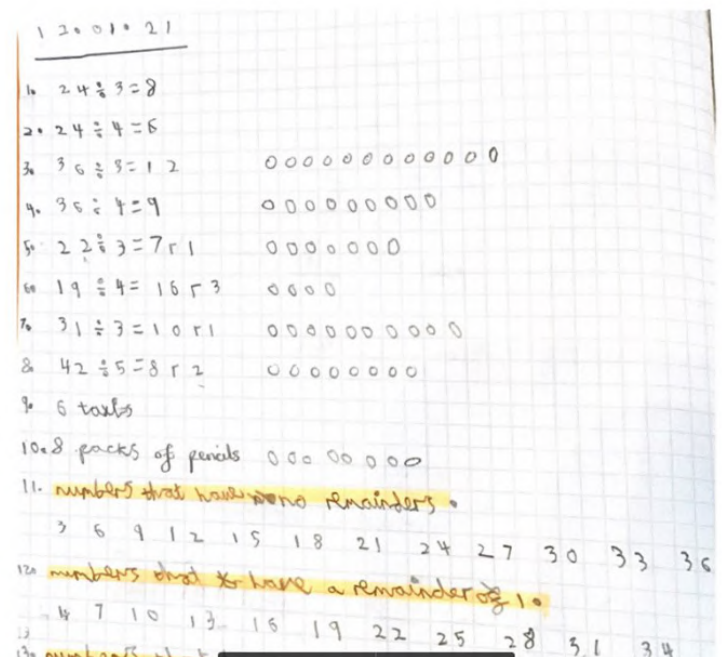 13.01.21
1. 24÷3=8
2. 24÷4=6
3. 36÷3=12
4. 36÷4=9
5. 22÷3=7 r 1
6. 19÷4=16 r 3
7. 31÷3=10 r 1
8. 42÷5=8 r 2
9. 6
10. 8 packs of pencils
11. numbers that have no remainders.
3 6 9 12 15 18 21 24 27 30 33 36
12. numbers that have a remainder of 1.
4 7 10 13 16 19 22 25 28 31 34
13. numbers that